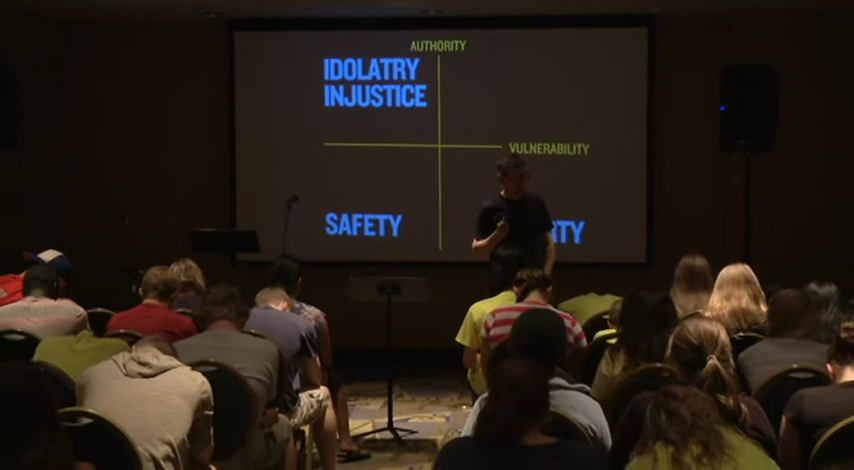 AUTHORITY
IDOLATRY
INJUSTICE
VULNERABILITY
SAFETY